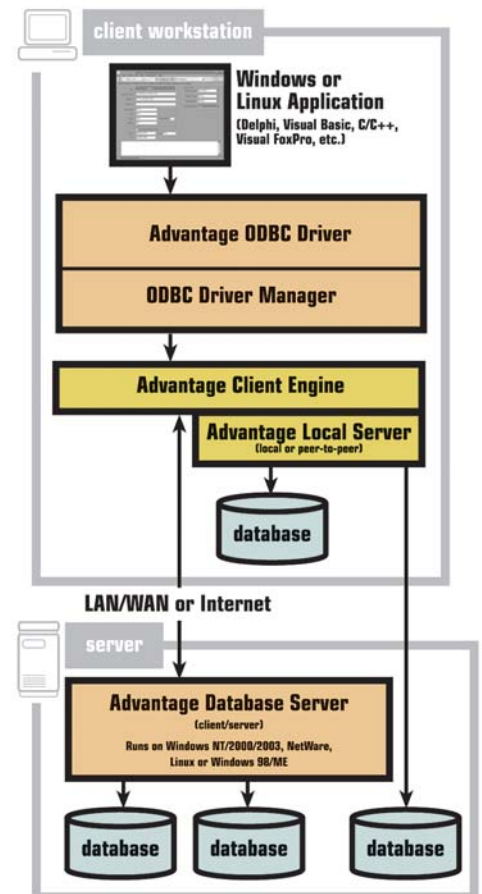 client workstation
Windows or
Linux Application
(Delphi, Visual Basic, C/C++,
Visual FoxPro, etc.)
Advantage ODBC Driver
ODBC Driver Manager
Advantage Client Engine
Advantage Local Server
(local or peer-to-peer)
database
LAN/WAN or Internet
server
Advantage Database Server
(client/server)
Runs on Windows NT/2000/2003, NetWare,
Linux or Windows 98/ME
database
database
database